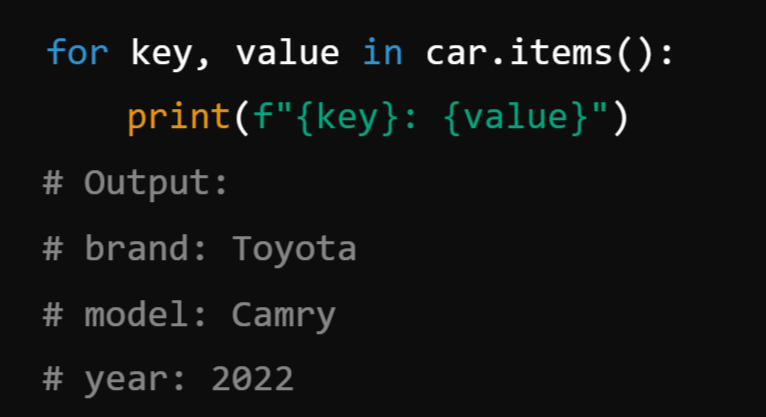 for key, value in car.items():
    print(f"{key}: {value}")
# Output:
# brand: Toyota
# model: Camry
# year: 2022